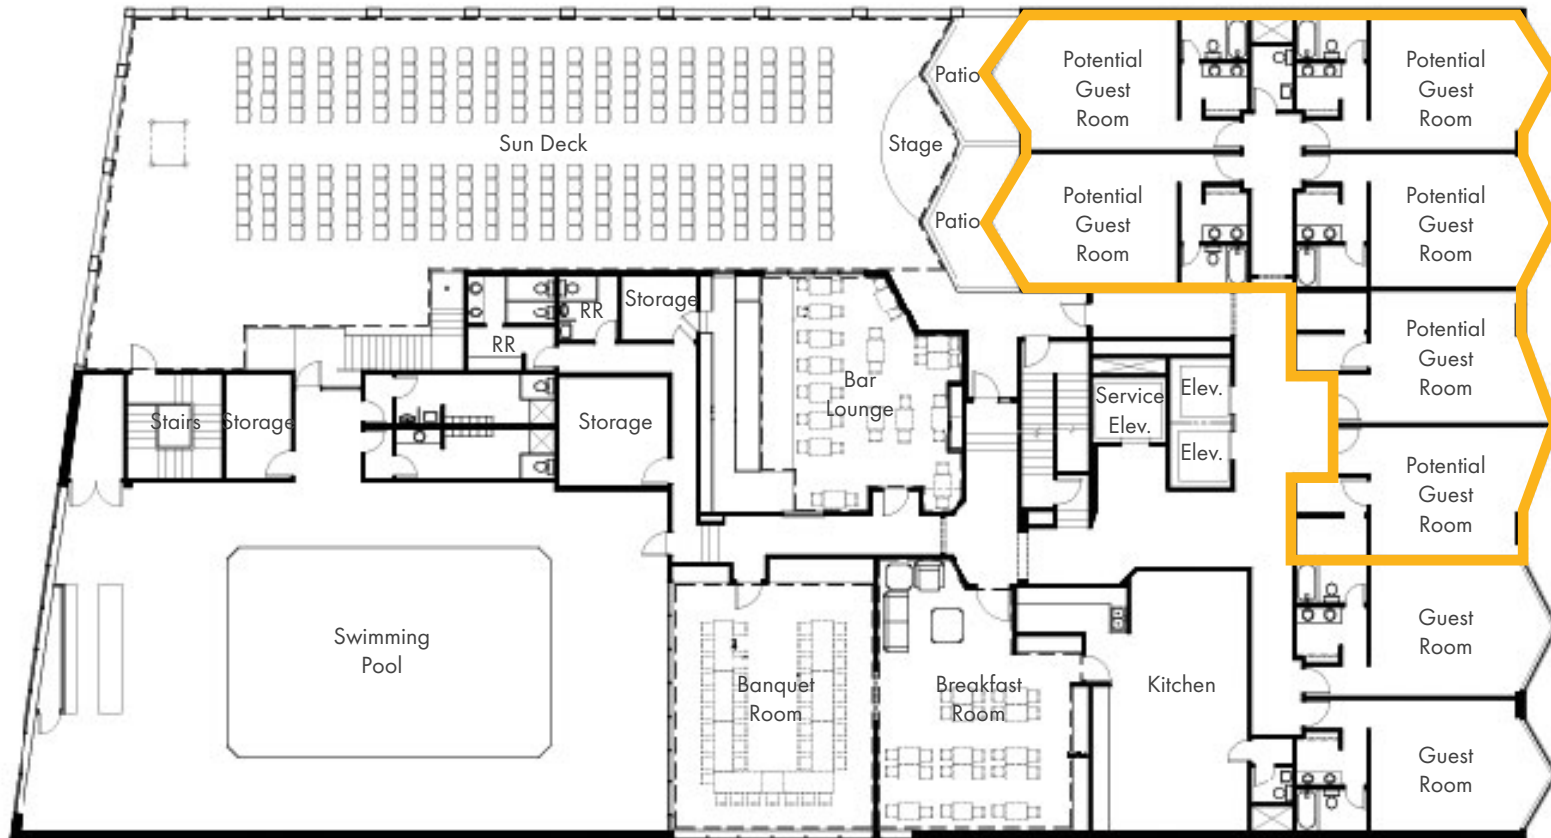 Patio
Potential
Guest
Room
Potential
Guest
Room
Sun Deck
Stage
Patio
Potential
Guest
Room
Potential
Guest
Room
RR
Storage
RR
Potential
Guest
Room
Bar
Lounge
Elev.
Service
Elev.
Stairs
Storage
Storage
Elev.
Potential
Guest
Room
Swimming
Pool
Guest
Room
Banquet
Room
Breakfast
Room
Kitchen
Guest
Room